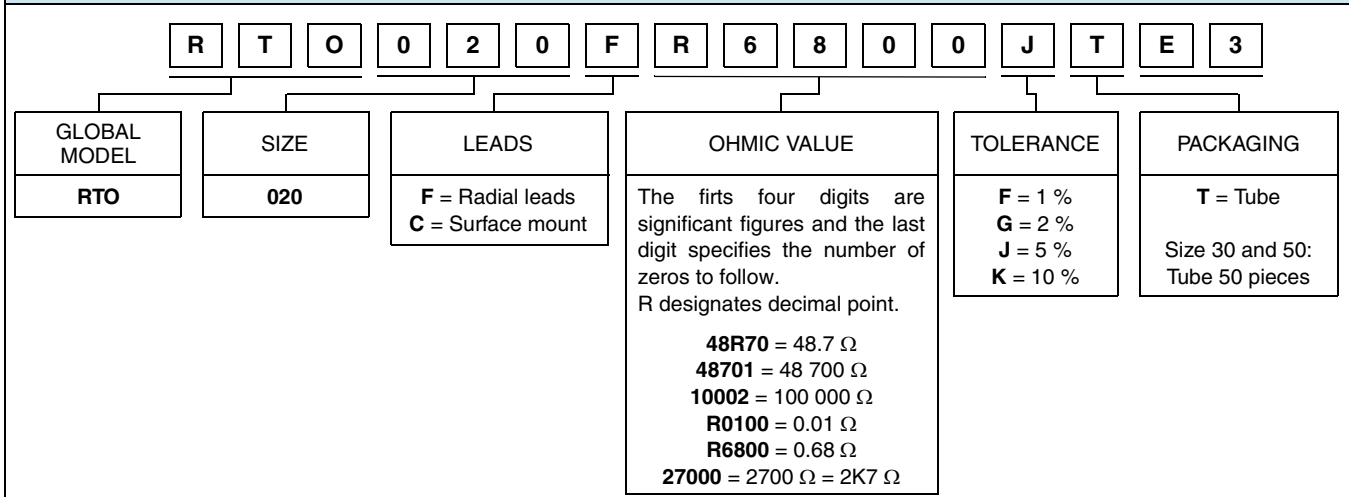 R T O 0 2 0 F R 6 8 0 0 J T E 3
GLOBAL
MODEL
RTO
SIZE
020
LEADS
F = Radial leads
C = Surface mount
OHMIC VALUE
The firts four digits are
significant figures and the last
digit specifies the number of
zeros to follow.
R designates decimal point.
48R70 = 48.7 Ω
48701 = 48 700 Ω
10002 = 100 000 Ω
R0100 = 0.01 Ω
R6800 = 0.68 Ω
27000 = 2700 Ω = 2K7 Ω
TOLERANCE
F = 1 %
G = 2 %
J = 5 %
K = 10 %
PACKAGING
T = Tube
Size 30 and 50:
Tube 50 pieces